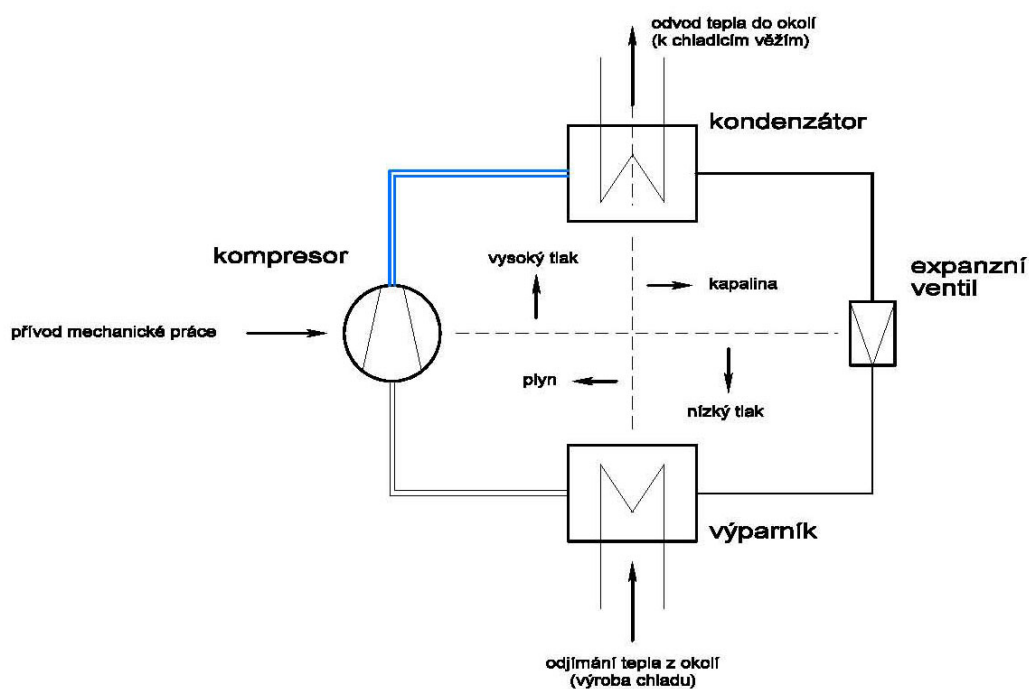 odvod tepla do okolí
(k chladicím věžím)
kondenzátor
kompresor
vysoký tlak
kapalina
expanzní
ventil
přívod mechanické práce
plyn
nízký tlak
výparník
odjímání tepla z okolí
(výroba chladu)